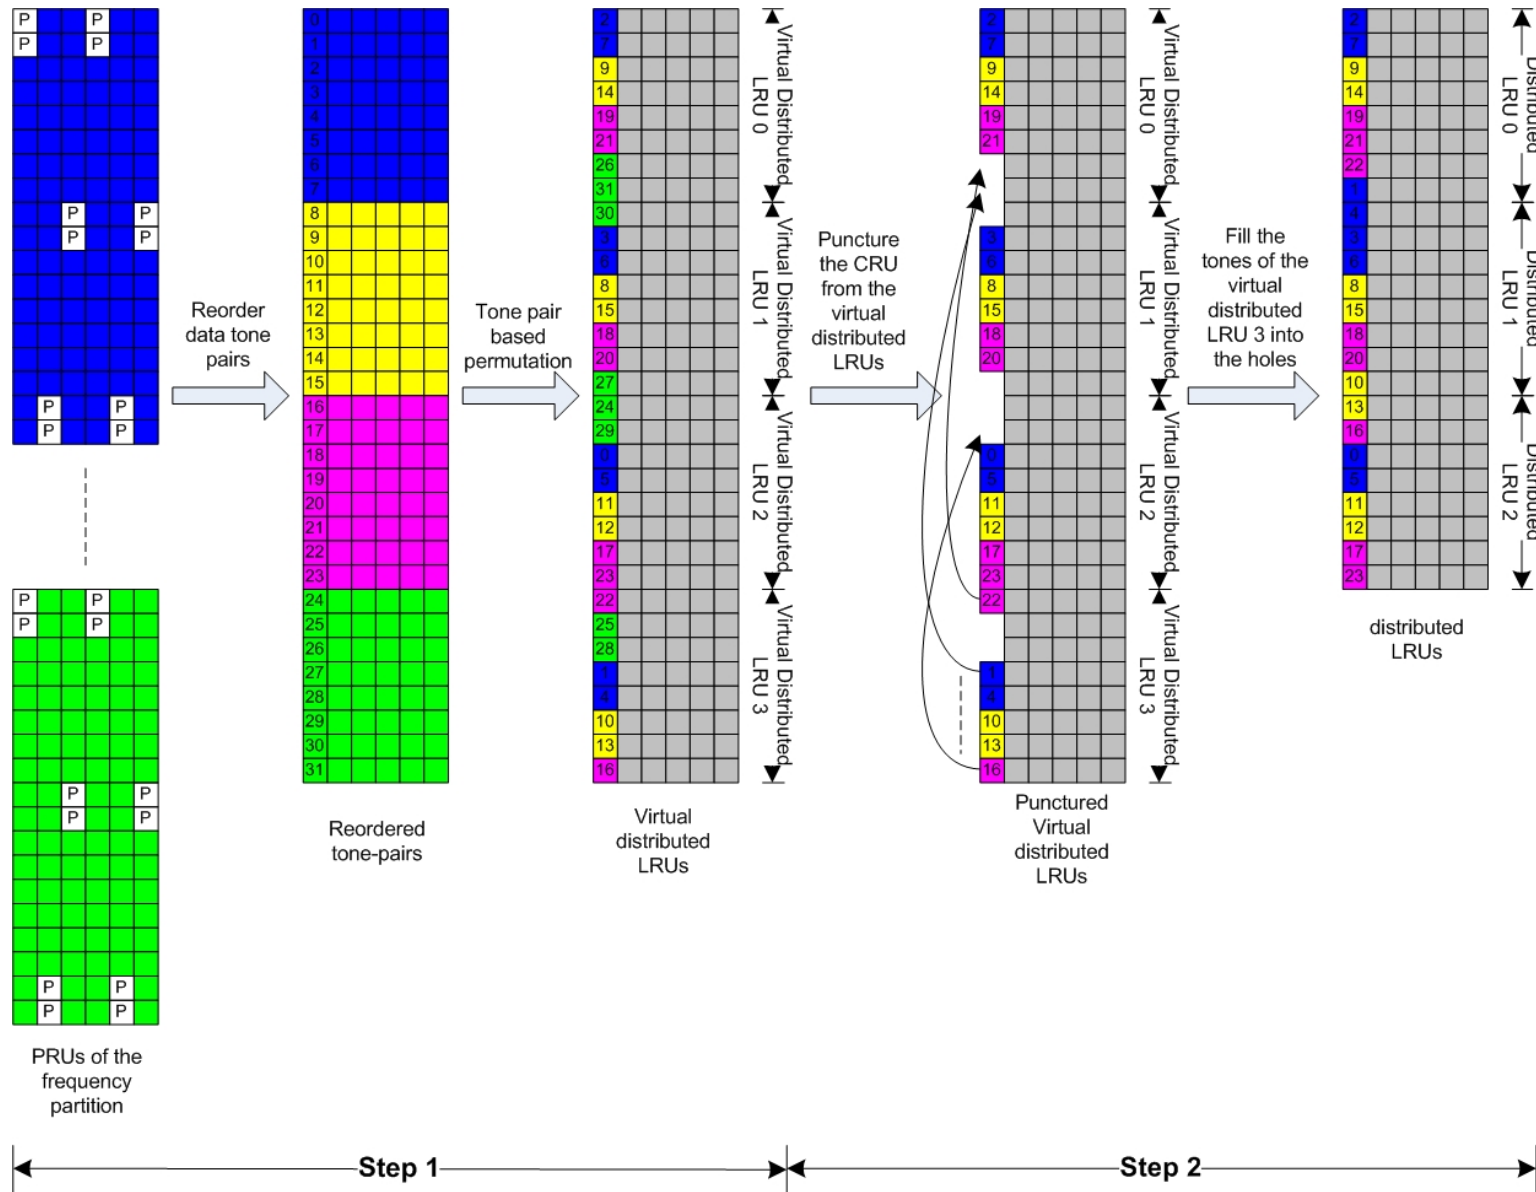 P P
P P
P P
P P
P P
P P
P P
P P
P P
P P
P P
P P
PRUs of the
frequency
partition
Reorder
data tone
pairs
0
1
2
3
4
5
6
7
8
9
10
11
12
13
14
15
16
17
18
19
20
21
22
23
24
25
26
27
28
29
30
31
Reordered
tone-pairs
Tone pair
based
permutation
2
7
9
14
19
21
26
31
30
3
6
8
15
18
20
27
24
29
0
5
11
12
17
23
22
25
28
1
4
10
13
16
Virtual Distributed
LRU 0
Virtual Distributed
LRU 1
Virtual Distributed
LRU 2
Virtual Distributed
LRU 3
Virtual
distributed
LRUs
Puncture
the CRU
from the
virtual
distributed
LRUs
2
7
9
14
19
21
3
6
8
15
18
20
0
5
11
12
17
23
22
1
4
10
13
16
Virtual Distributed
LRU 0
Virtual Distributed
LRU 1
Virtual Distributed
LRU 2
Virtual Distributed
LRU 3
Punctured
Virtual
distributed
LRUs
Fill the
tones of the
virtual
distributed
LRU 3 into
the holes
2
7
9
14
19
21
22
1
4
3
6
8
15
18
20
10
13
16
0
5
11
12
17
23
Distributed
LRU 0
Distributed
LRU 1
Distributed
LRU 2
distributed
LRUs
Step 1
Step 2